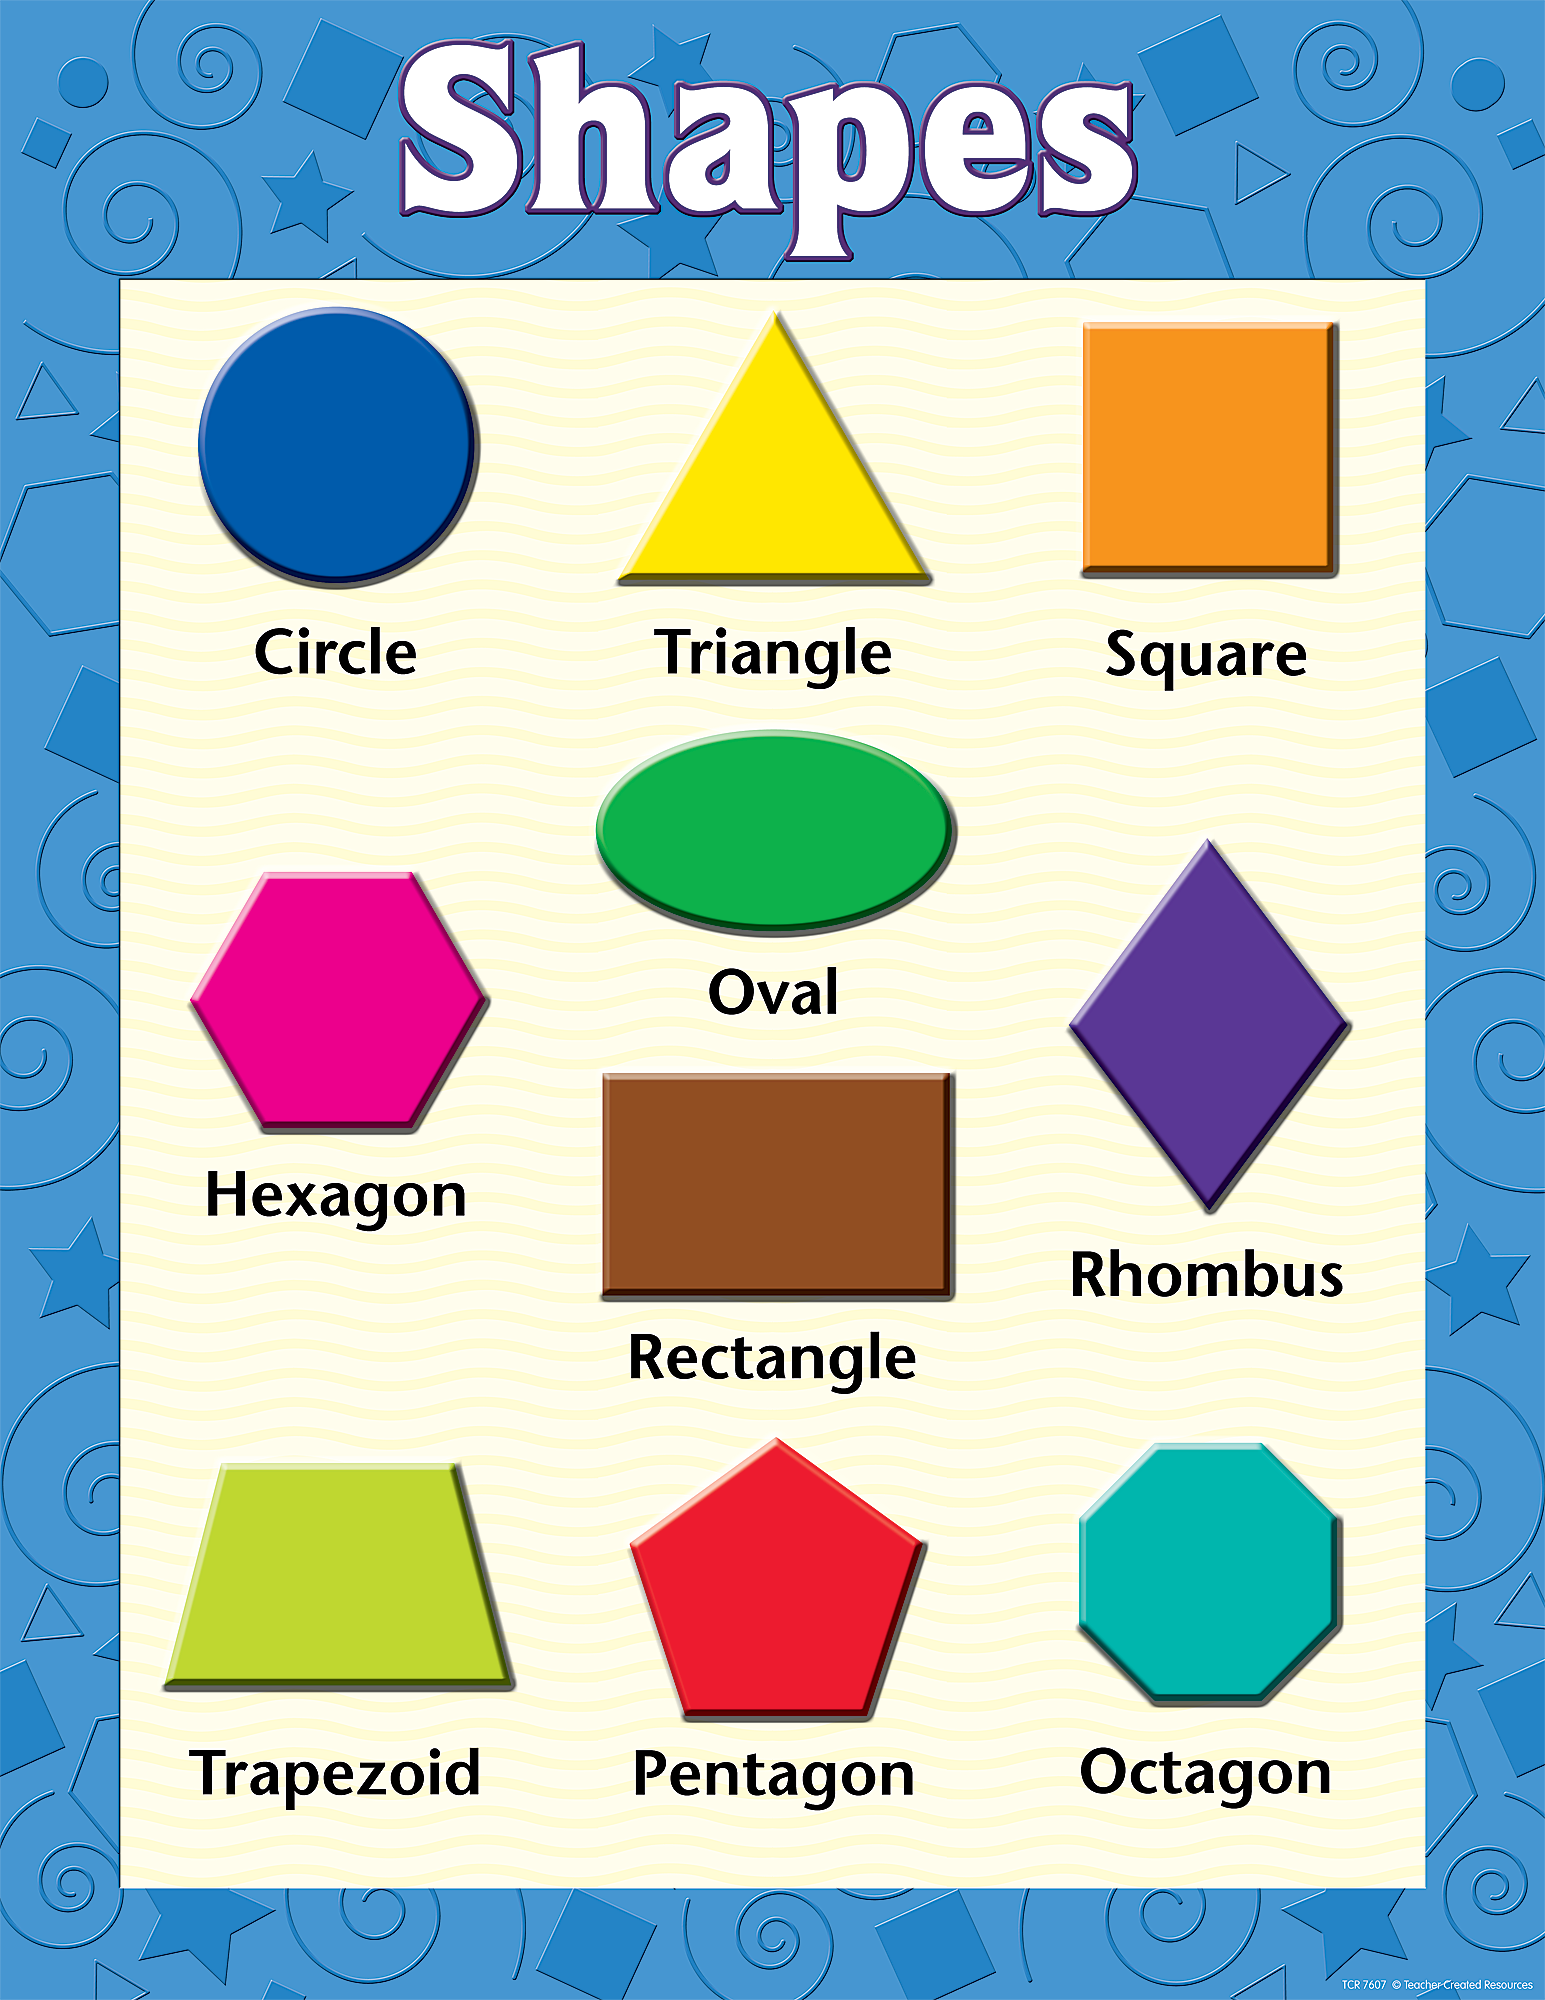 Shapes
Circle
Triangle
Square
Oval
Hexagon
Rhombus
Rectangle
Trapezoid
Pentagon
Octagon
TCR 7607 © Teacher Created Resources